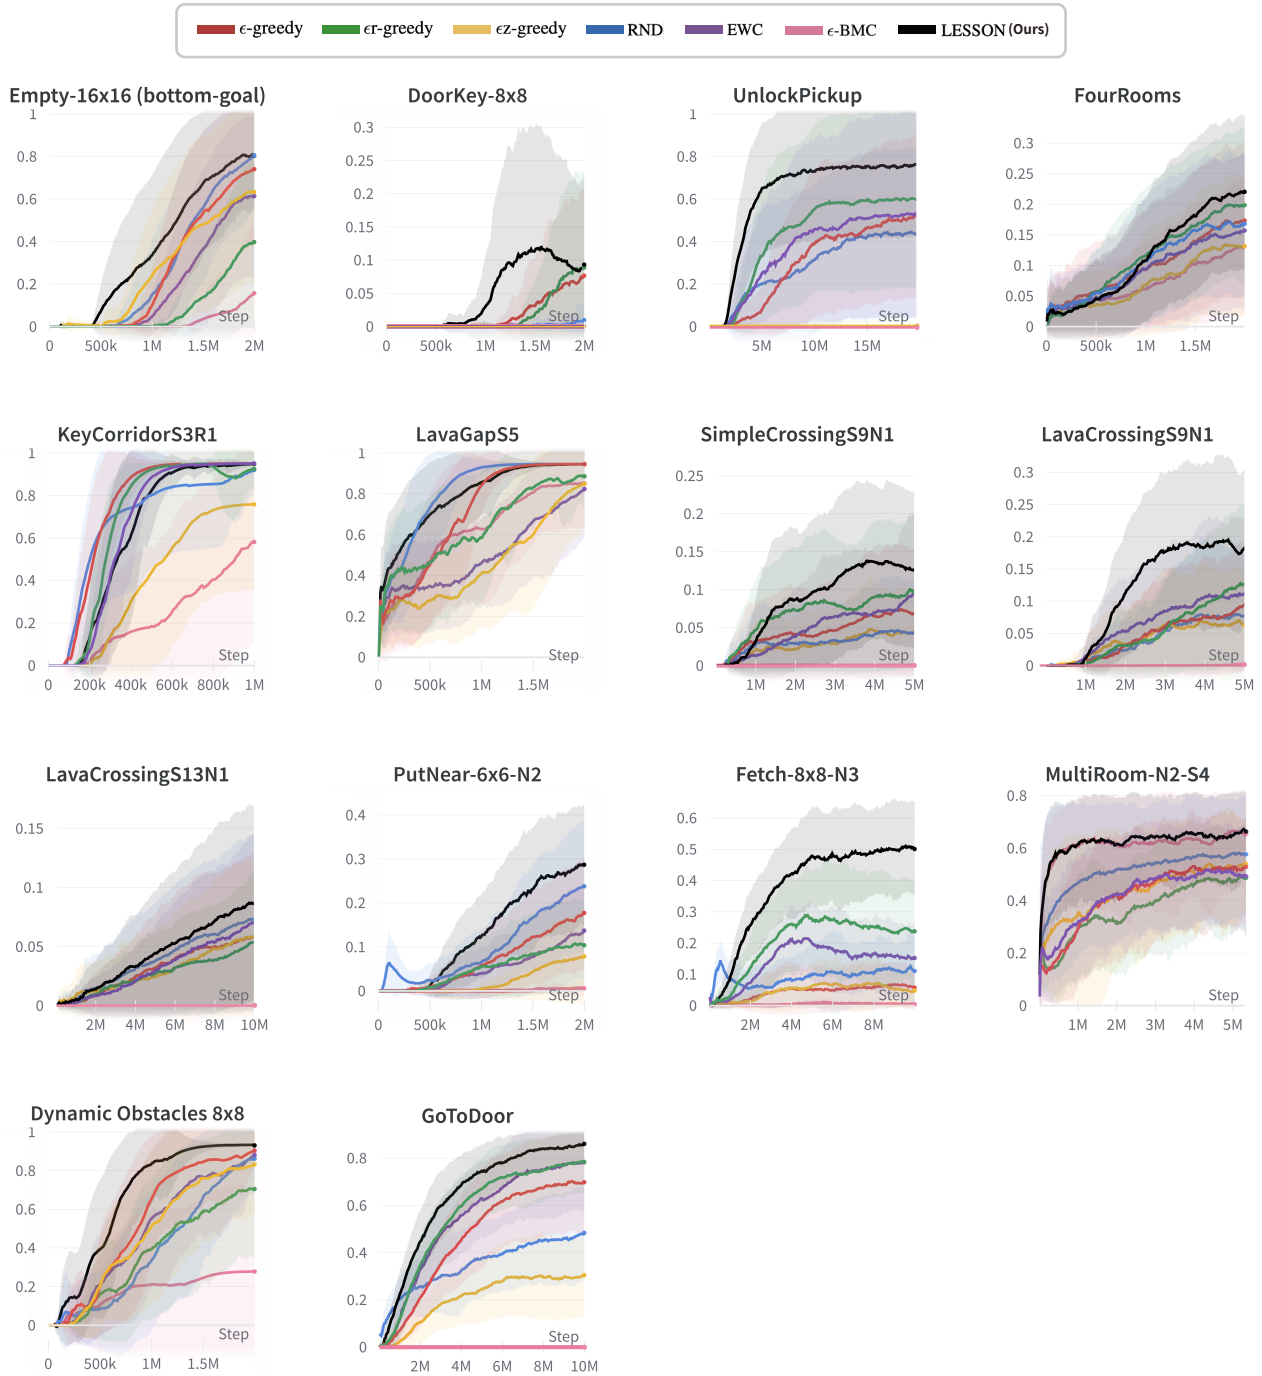 ϵ-greedy ϵr-greedy ϵz-greedy RND EWC ϵ-BMC LESSON (Ours)
Empty-16x16 (bottom-goal)
1
0.8
0.6
0.4
0.2
0
Step
0 500k 1M 1.5M 2M
DoorKey-8x8
0.3
0.25
0.2
0.15
0.1
0.05
0
Step
0 500k 1M 1.5M 2M
UnlockPickup
1
0.8
0.6
0.4
0.2
0
Step
5M 10M 15M
FourRooms
0.3
0.25
0.2
0.15
0.1
0.05
0
Step
0 500k 1M 1.5M
KeyCorridorS3R1
1
0.8
0.6
0.4
0.2
0
Step
0 200k 400k 600k 800k 1M
LavaGapS5
1
0.8
0.6
0.4
0.2
0
Step
0 500k 1M 1.5M
SimpleCrossingS9N1
0.25
0.2
0.15
0.1
0.05
0
Step
1M 2M 3M 4M 5M
LavaCrossingS9N1
0.3
0.25
0.2
0.15
0.1
0.05
0
Step
1M 2M 3M 4M 5M
LavaCrossingS13N1
0.15
0.1
0.05
0
Step
2M 4M 6M 8M 10M
PutNear-6x6-N2
0.4
0.3
0.2
0.1
0
Step
0 500k 1M 1.5M 2M
Fetch-8x8-N3
0.6
0.5
0.4
0.3
0.2
0.1
0
Step
2M 4M 6M 8M
MultiRoom-N2-S4
0.8
0.6
0.4
0.2
0
Step
1M 2M 3M 4M 5M
Dynamic Obstacles 8x8
1
0.8
0.6
0.4
0.2
0
Step
0 500k 1M 1.5M
GoToDoor
0.8
0.6
0.4
0.2
0
Step
2M 4M 6M 8M 10M